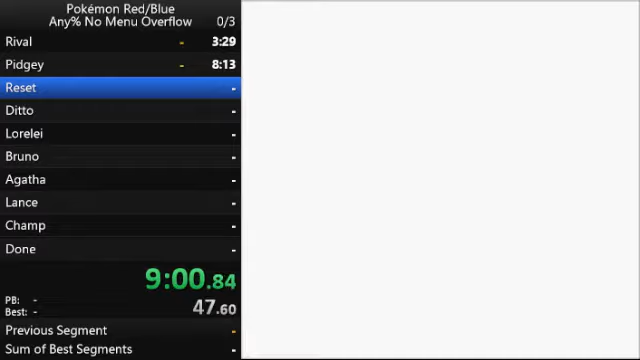 Pokémon Red/Blue
Any% No Menu Overflow 0/3
Rival - 3:29
Pidgey - 8:13
Reset -
Ditto -
Lorelei -
Bruno -
Agatha -
Lance -
Champ -
Done -
9:00.84
PB: -
Best: -
47.60
Previous Segment -
Sum of Best Segments -